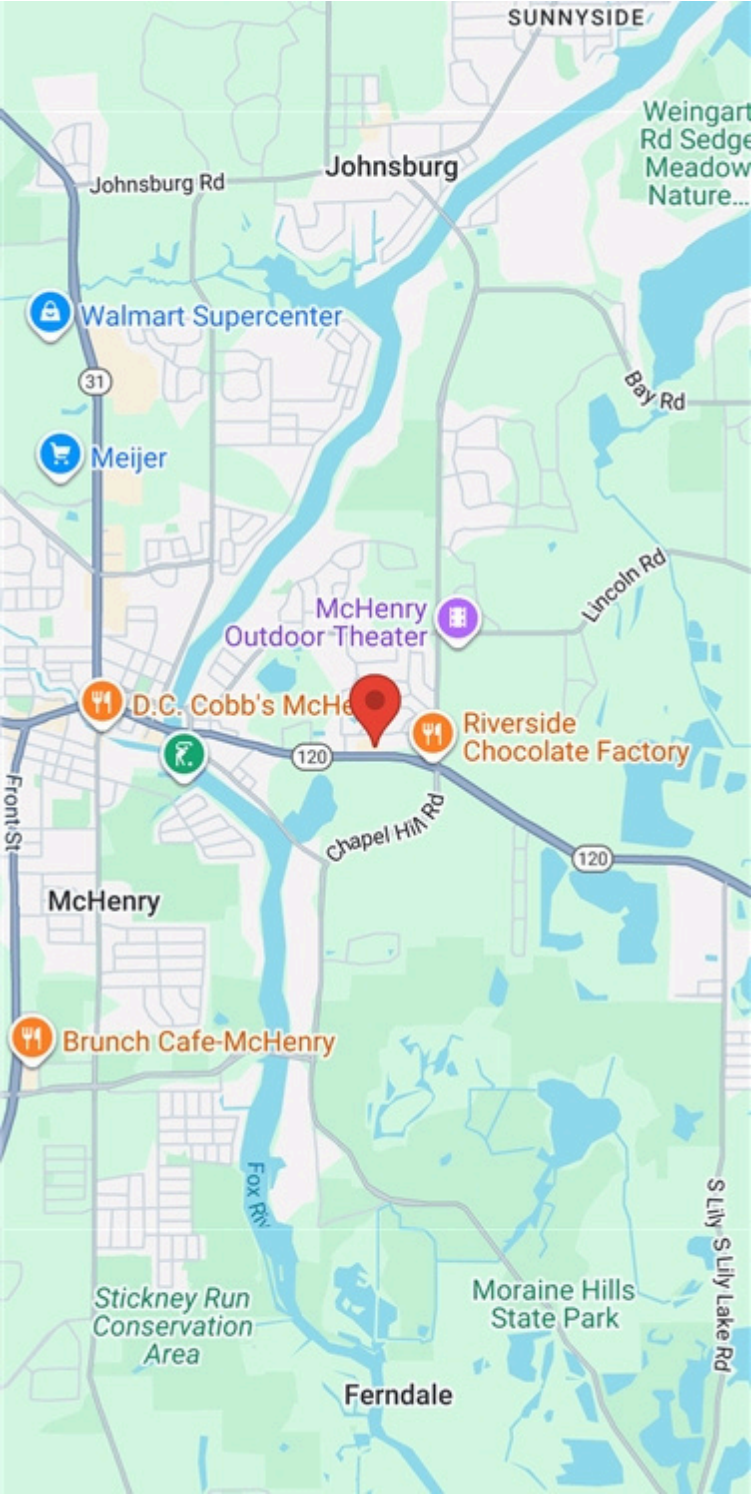 SUNNYSIDE
Weingart
Rd Sedge
Meadow
Nature...
Johnsburg
Johnsburg Rd
Walmart Supercenter
31
Bay Rd
Meijer
Lincoln Rd
McHenry
Outdoor Theater
D.C. Cobb's McHe
Riverside
Chocolate Factory
120
Front St
Chapel Hill Rd
120
McHenry
Brunch Cafe-McHenry
Fox Riv
S Lily
S Lily Lake Rd
Stickney Run
Conservation
Area
Moraine Hills
State Park
Ferndale